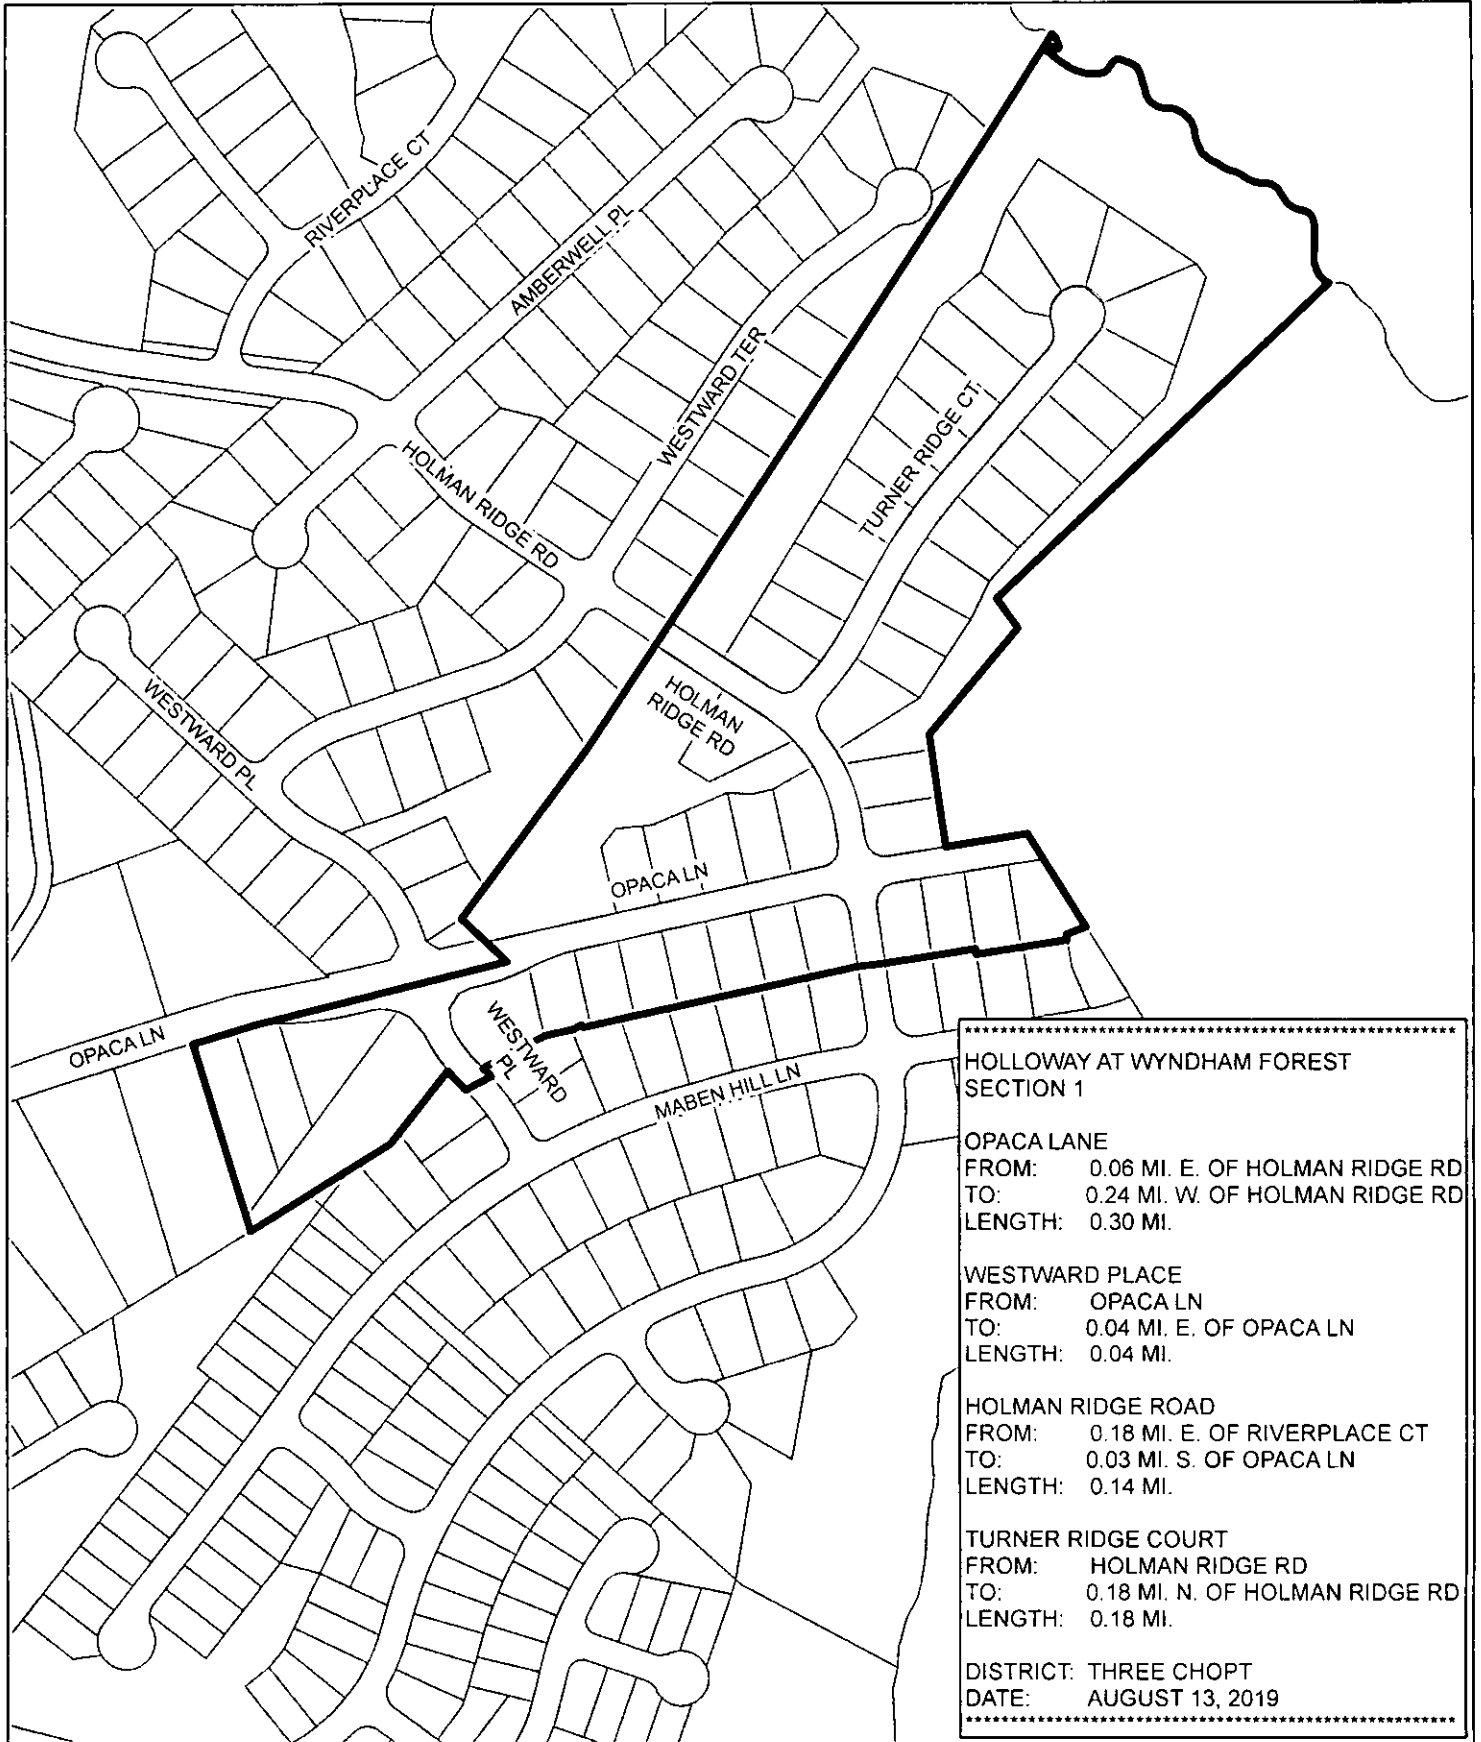 RIVERPLACE CT
AMBERWELL PL
WESTWARD TER
HOLMAN RIDGE RD
TURNER RIDGE CT
WESTWARD PL
HOLMAN
RIDGE RD
OPACA LN
OPACA LN
WESTWARD
PL
MABEN HILL LN
HOLLOWAY AT WYNDHAM FOREST
SECTION 1
OPACA LANE
FROM: 0.06 MI. E. OF HOLMAN RIDGE RD
TO: 0.24 MI. W. OF HOLMAN RIDGE RD
LENGTH: 0.30 MI.
WESTWARD PLACE
FROM: OPACA LN
TO: 0.04 MI. E. OF OPACA LN
LENGTH: 0.04 MI.
HOLMAN RIDGE ROAD
FROM: 0.18 MI. E. OF RIVERPLACE CT
TO: 0.03 MI. S. OF OPACA LN
LENGTH: 0.14 MI.
TURNER RIDGE COURT
FROM: HOLMAN RIDGE RD
TO: 0.18 MI. N. OF HOLMAN RIDGE RD
LENGTH: 0.18 MI.
DISTRICT: THREE CHOPT
DATE: AUGUST 13, 2019